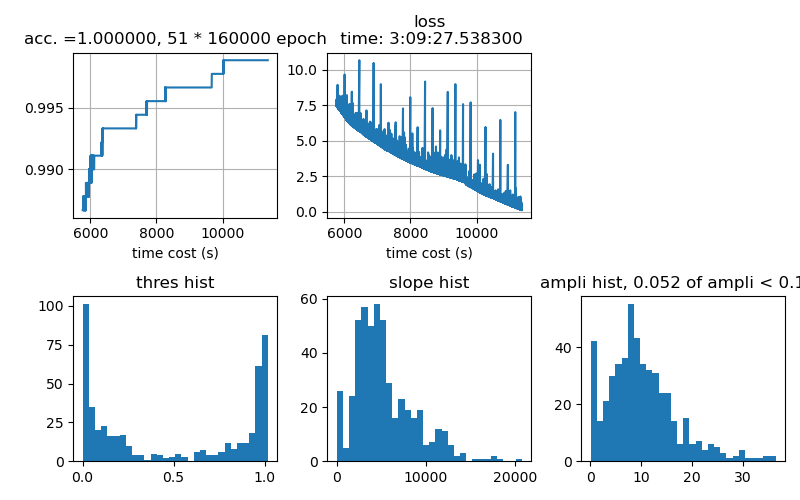 acc. =1.000000, 51 * 160000 epoch
loss
time: 3:09:27.538300
0.995
0.990
6000 8000 10000
time cost (s)
10.0
7.5
5.0
2.5
0.0
6000 8000 10000
time cost (s)
thres hist
100
75
50
25
0
0.0 0.5 1.0
slope hist
60
40
20
0
0 10000 20000
ampli hist, 0.052 of ampli < 0.1
40
20
0
0 10 20 30